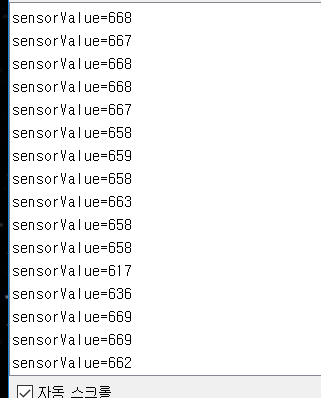 sensorValue=668
sensorValue=667
sensorValue=668
sensorValue=668
sensorValue=667
sensorValue=658
sensorValue=659
sensorValue=658
sensorValue=663
sensorValue=658
sensorValue=658
sensorValue=617
sensorValue=636
sensorValue=669
sensorValue=669
sensorValue=662
자동 스크롤